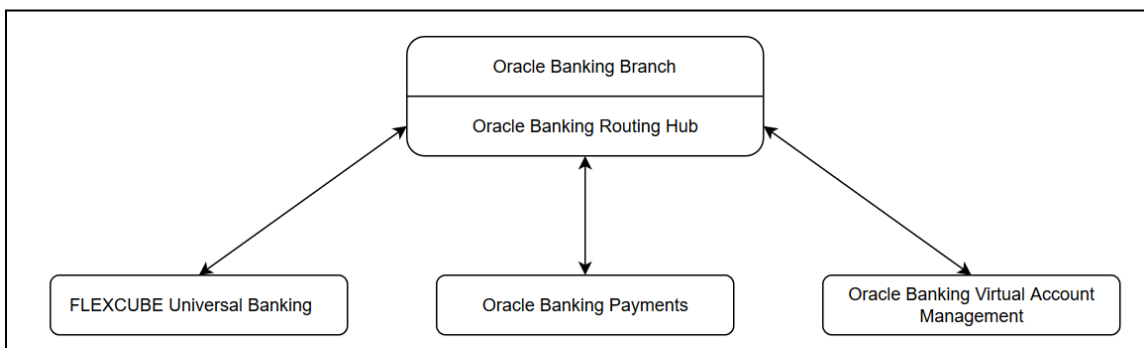 Oracle Banking Branch
Oracle Banking Routing Hub
FLEXCUBE Universal Banking
Oracle Banking Payments
Oracle Banking Virtual Account
Management